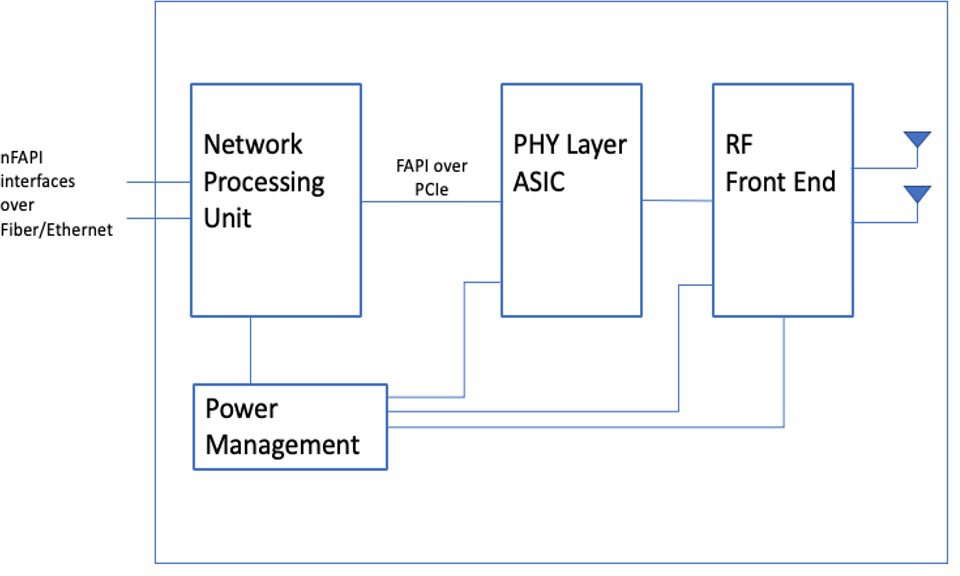 nFAPI
interfaces
over
Fiber/Ethernet
Network
Processing
Unit
FAPI over
PCIe
PHY Layer
ASIC
RF
Front End
Power
Management